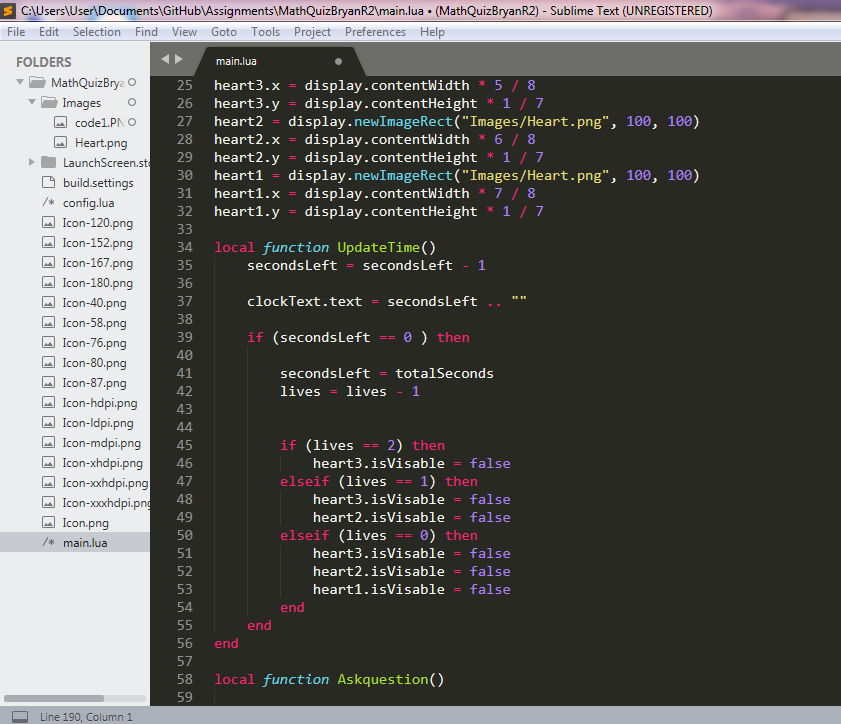 C:\Users\User\Documents\GitHub\Assignments\MathQuizBryanR2\main.lua • (MathQuizBryanR2) - Sublime Text (UNREGISTERED)
File Edit Selection Find View Goto Tools Project Preferences Help
FOLDERS
MathQuizBrya
Images
code1.PN
Heart.png
LaunchScreen.sto
build.settings
/* config.lua
Icon-120.png
Icon-152.png
Icon-167.png
Icon-180.png
Icon-40.png
Icon-58.png
Icon-76.png
Icon-80.png
Icon-87.png
Icon-hdpi.png
Icon-ldpi.png
Icon-mdpi.png
Icon-xhdpi.png
Icon-xxhdpi.png
Icon-xxxhdpi.png
Icon.png
/* main.lua
main.lua
25 heart3.x = display.contentWidth * 5 / 8
26 heart3.y = display.contentHeight * 1 / 7
27 heart2 = display.newImageRect("Images/Heart.png", 100, 100)
28 heart2.x = display.contentWidth * 6 / 8
29 heart2.y = display.contentHeight * 1 / 7
30 heart1 = display.newImageRect("Images/Heart.png", 100, 100)
31 heart1.x = display.contentWidth * 7 / 8
32 heart1.y = display.contentHeight * 1 / 7
33
34 local function UpdateTime()
35 secondsLeft = secondsLeft - 1
36
37 clockText.text = secondsLeft .. ""
38
39 if (secondsLeft == 0 ) then
40
41 secondsLeft = totalSeconds
42 lives = lives - 1
43
44
45 if (lives == 2) then
46 heart3.isVisable = false
47 elseif (lives == 1) then
48 heart3.isVisable = false
49 heart2.isVisable = false
50 elseif (lives == 0) then
51 heart3.isVisable = false
52 heart2.isVisable = false
53 heart1.isVisable = false
54 end
55 end
56 end
57
58 local function Askquestion()
59
Line 190, Column 1